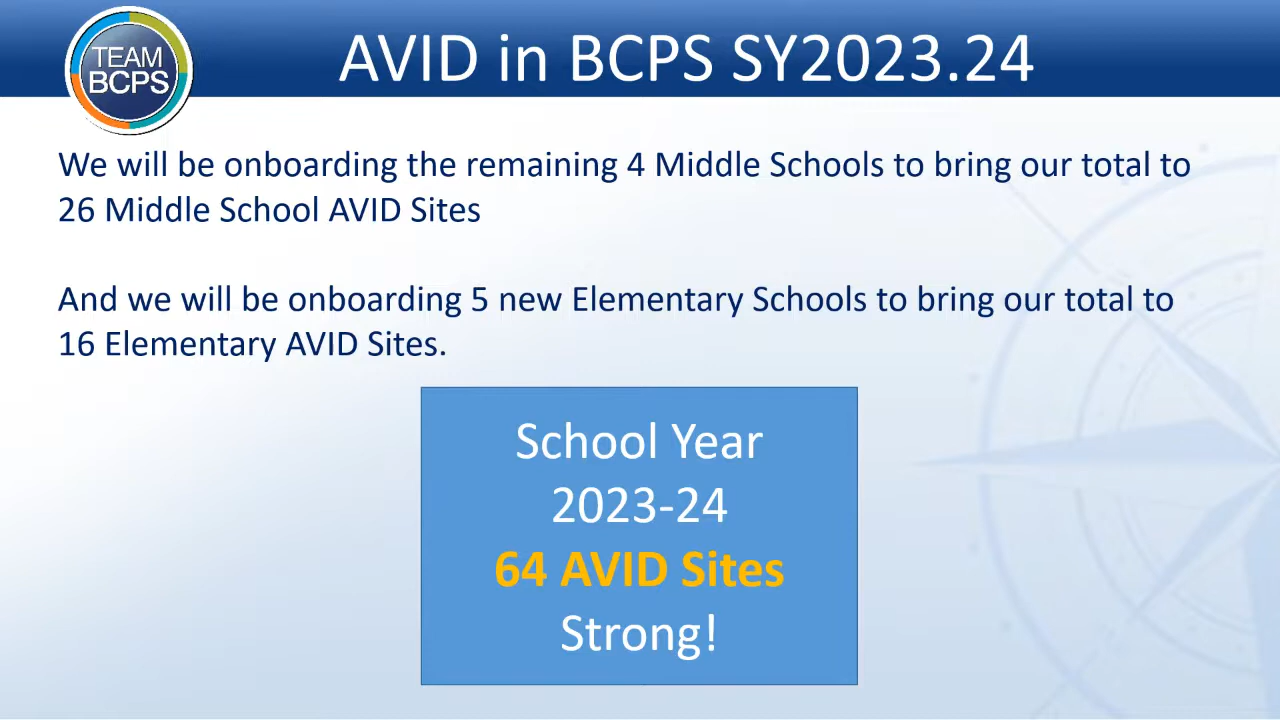 TEAM
BCPS
AVID in BCPS SY2023.24
We will be onboarding the remaining 4 Middle Schools to bring our total to
26 Middle School AVID Sites
And we will be onboarding 5 new Elementary Schools to bring our total to
16 Elementary AVID Sites.
School Year
2023-24
64 AVID Sites
Strong!